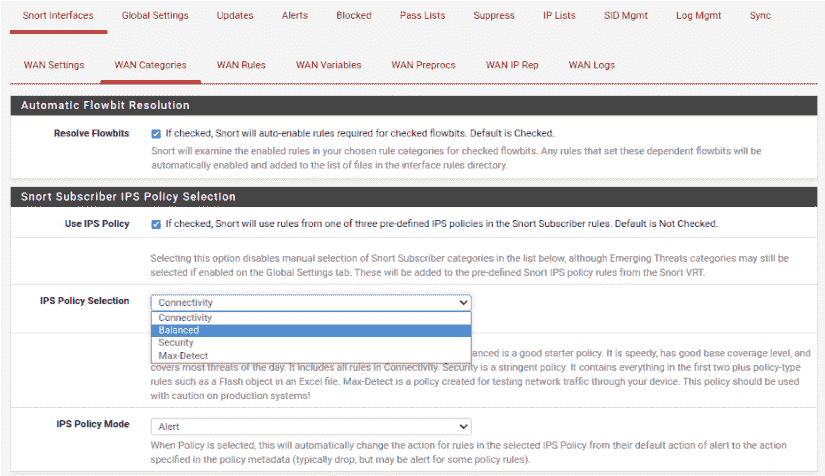 Snort Interfaces Global Settings Updates Alerts Blocked Pass Lists Suppress IP Lists SID Mgmt Log Mgmt Sync
WAN Settings WAN Categories WAN Rules WAN Variables WAN Preprocs WAN IP Rep WAN Logs
Automatic Flowbit Resolution
Resolve Flowbits If checked, Snort will auto-enable rules required for checked flowbits. Default is Checked.
Snort will examine the enabled rules in your chosen rule categories for checked flowbits. Any rules that set these dependent flowbits will be
automatically enabled and added to the list of files in the interface rules directory.
Snort Subscriber IPS Policy Selection
Use IPS Policy If checked, Snort will use rules from one of three pre-defined IPS policies in the Snort Subscriber rules. Default is Not Checked.
Selecting this option disables manual selection of Snort Subscriber categories in the list below, although Emerging Threats categories may still be
selected if enabled on the Global Settings tab. These will be added to the pre-defined Snort IPS policy rules from the Snort VRT.
IPS Policy Selection Connectivity
Connectivity
Balanced
Security
Max-Detect
anced is a good starter policy. It is speedy, has good base coverage level, and
covers most threats of the day. It includes all rules in Connectivity. Security is a stringent policy. It contains everything in the first two plus policy-type
rules such as a Flash object in an Excel file. Max-Detect is a policy created for testing network traffic through your device. This policy should be used
with caution on production systems!
IPS Policy Mode Alert
When Policy is selected, this will automatically change the action for rules in the selected IPS Policy from their default action of alert to the action
specified in the policy metadata (typically drop, but may be alert for some policy rules).